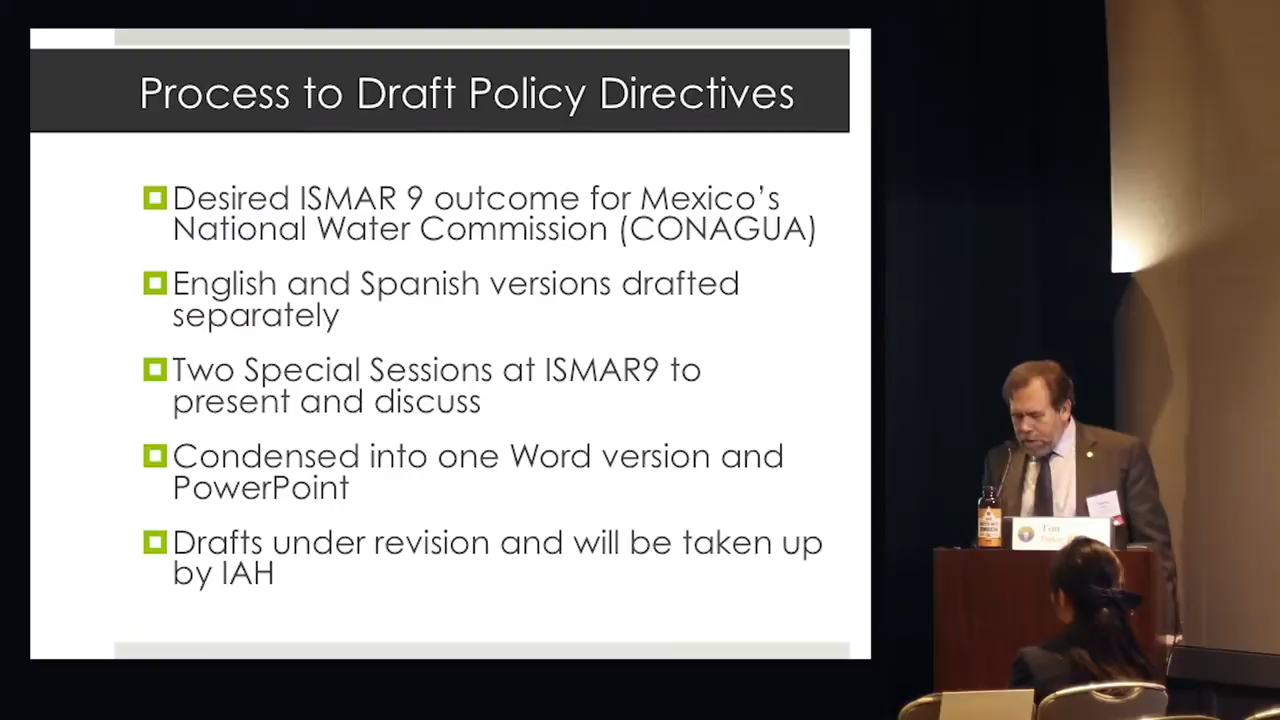 Process to Draft Policy Directives
Desired ISMAR 9 outcome for Mexico's
National Water Commission (CONAGUA)
English and Spanish versions drafted
separately
Two Special Sessions at ISMAR9 to
present and discuss
Condensed into one Word version and
PowerPoint
Drafts under revision and will be taken up
by IAH
Tim